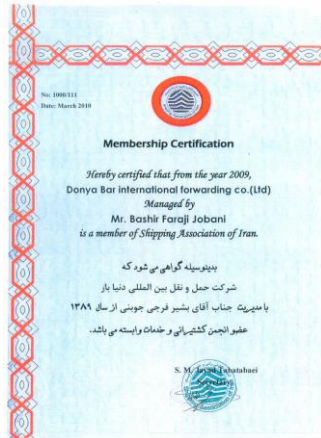 No: 1000/111
Date: March 2010
Membership Certification
Hereby certified that from the year 2009,
Donya Bar international forwarding co.(Ltd)
Managed by
Mr. Bashir Faraji Jobani
is a member of Shipping Association of Iran.
بدینوسیله گواهی می شود که
شرکت حمل و نقل بین المللی دنیا بار
با مدیریت جناب آقای بشیر فرجی جوبنی از سال ۱۳۸۹
عضو انجمن کشتیرانی و خدمات وابسته می باشد.
S. M. Javad Tabatabaei
Secretary